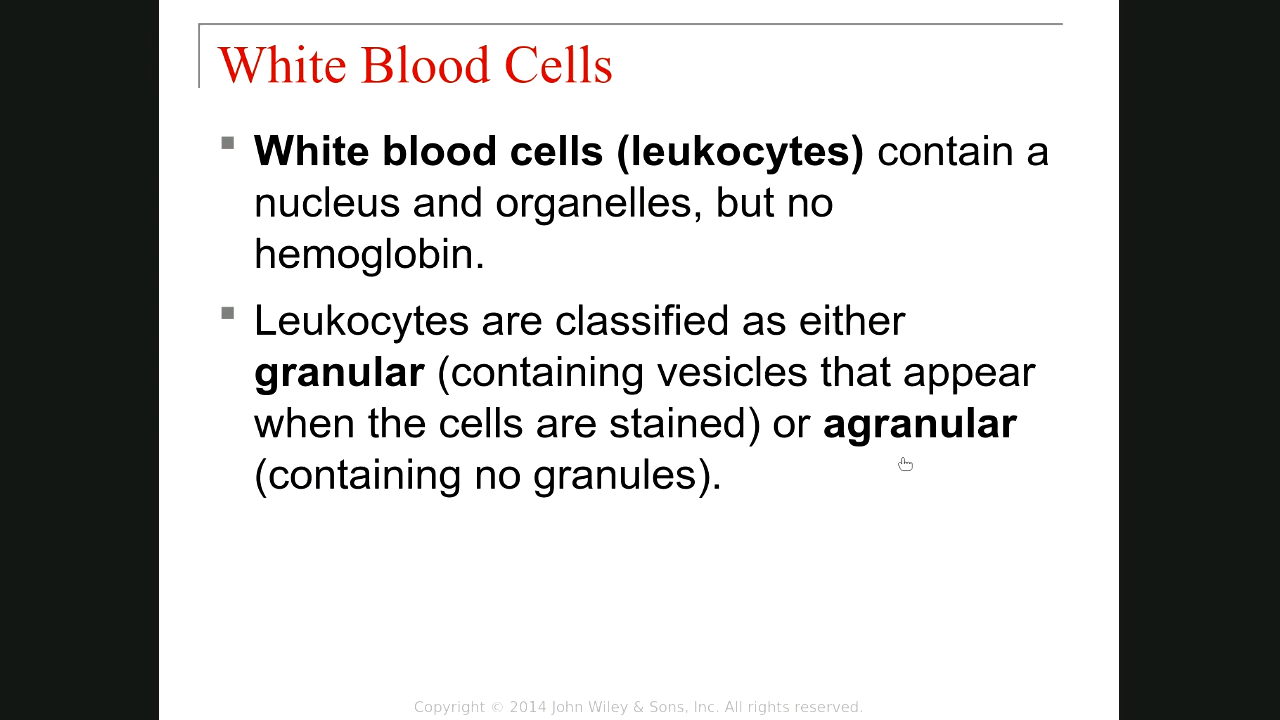 White Blood Cells
White blood cells (leukocytes) contain a
nucleus and organelles, but no
hemoglobin.
Leukocytes are classified as either
granular (containing vesicles that appear
when the cells are stained) or agranular
(containing no granules).
Copyright © 2014 John Wiley & Sons, Inc. All rights reserved.